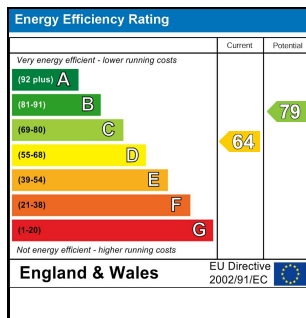 Energy Efficiency Rating
Current Potential
Very energy efficient - lower running costs
(92 plus) A
(81-91) B
(69-80) C
(55-68) D
(39-54) E
(21-38) F
(1-20) G
64
79
Not energy efficient - higher running costs
England & Wales
EU Directive
2002/91/EC